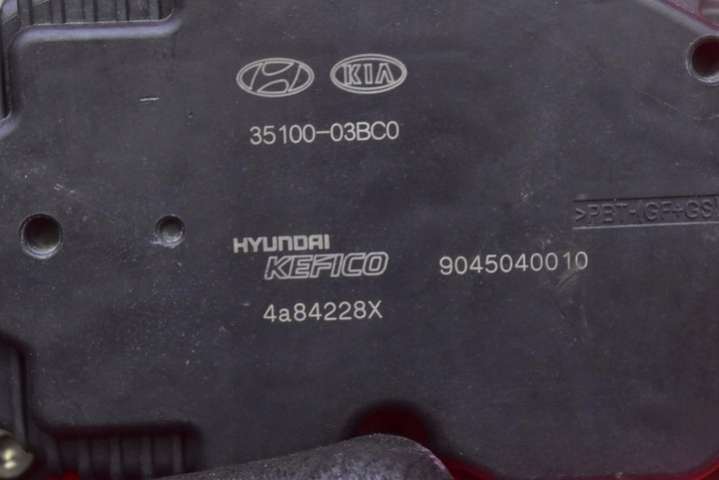 KIA
35100-03BC0
HYUNDAI
KEFICO 9045040010
4a84228X